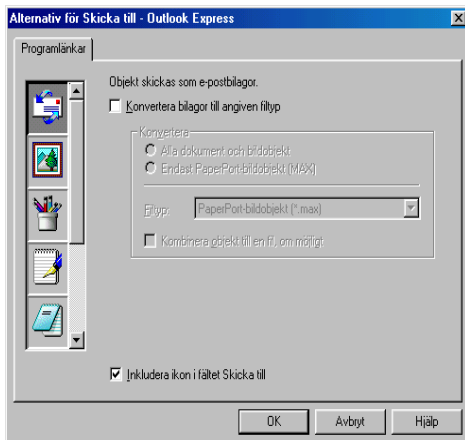 Alternativ för Skicka till - Outlook Express
Programlänkar
Objekt skickas som e-postbilagor.
Konvertera bilagor till angiven filtyp
Konvertera
Alla dokument och bildobjekt
Endast PaperPort-bildobjekt (MAX)
Filtyp: PaperPort-bildobjekt (*.max)
Kombinera objekt till en fil, om möjligt
Inkludera ikon i fältet Skicka till
OK Avbryt Hjälp